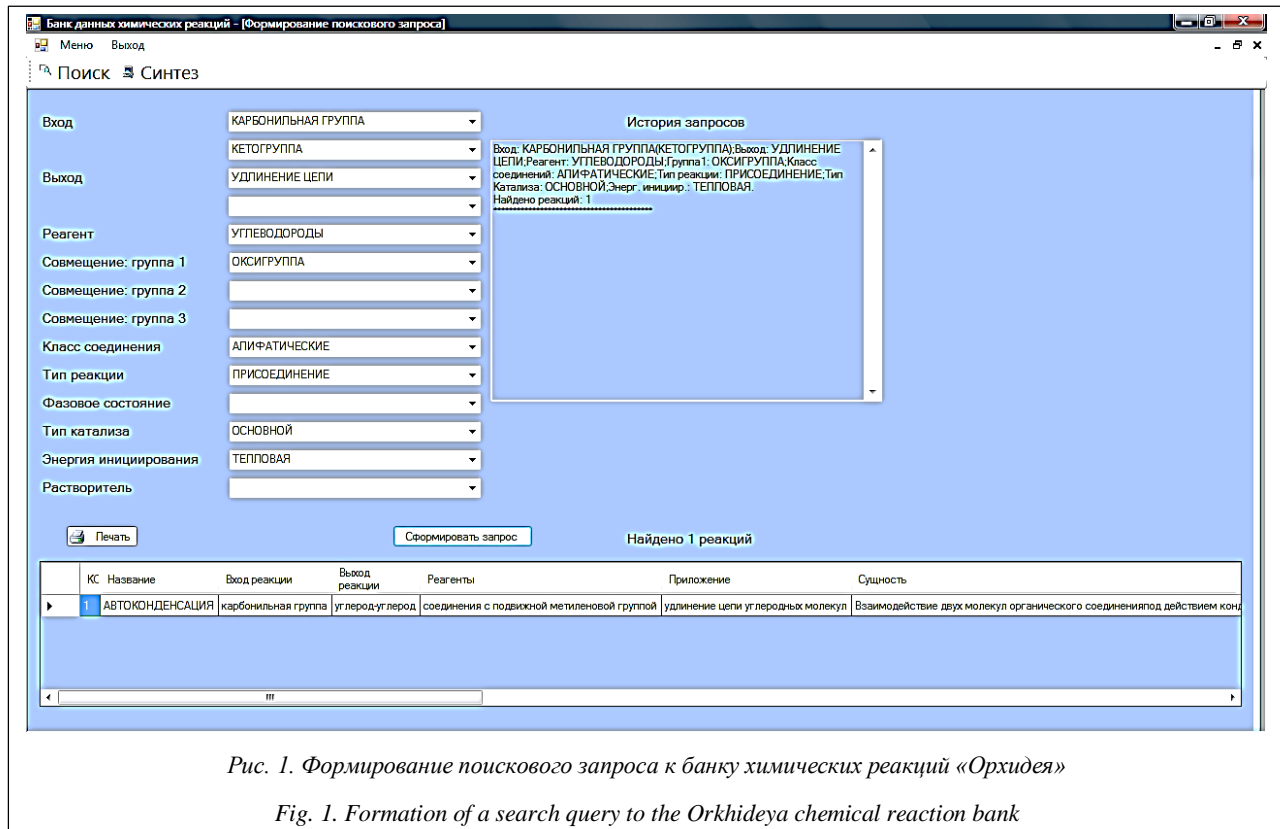 Банк данных химических реакций - [Формирование поискового запроса]
Меню Выход
Поиск Синтез
Вход КАРБОНИЛЬНАЯ ГРУППА
КЕТОГРУППА
Выход УДЛИНЕНИЕ ЦЕПИ
Реагент УГЛЕВОДОРОДЫ
Совмещение: группа 1 ОКСИГРУППА
Совмещение: группа 2
Совмещение: группа 3
Класс соединения АЛИФАТИЧЕСКИЕ
Тип реакции ПРИСОЕДИНЕНИЕ
Фазовое состояние
Тип катализа ОСНОВНОЙ
Энергия инициирования ТЕПЛОВАЯ
Растворитель
История запросов
Вход: КАРБОНИЛЬНАЯ ГРУППА(КЕТОГРУППА);Выход: УДЛИНЕНИЕ
ЦЕПИ;Реагент: УГЛЕВОДОРОДЫ;Группа1: ОКСИГРУППА;Класс
соединений: АЛИФАТИЧЕСКИЕ;Тип реакции: ПРИСОЕДИНЕНИЕ;Тип
Катализа: ОСНОВНОЙ;Энерг. инициир.: ТЕПЛОВАЯ.
Найдено реакций: 1
Печать Сформировать запрос Найдено 1 реакций
КС Название Вход реакции Выход реакции Реагенты Приложение Сущность
1 АВТОКОНДЕНСАЦИЯ карбонильная группа углерод-углерод соединения с подвижной метиленовой группой удлинение цепи углеродных молекул Взаимодействие двух молекул органического соединенияпод действием конд
Рис. 1. Формирование поискового запроса к банку химических реакций «Орхидея»
Fig. 1. Formation of a search query to the Orkhideya chemical reaction bank